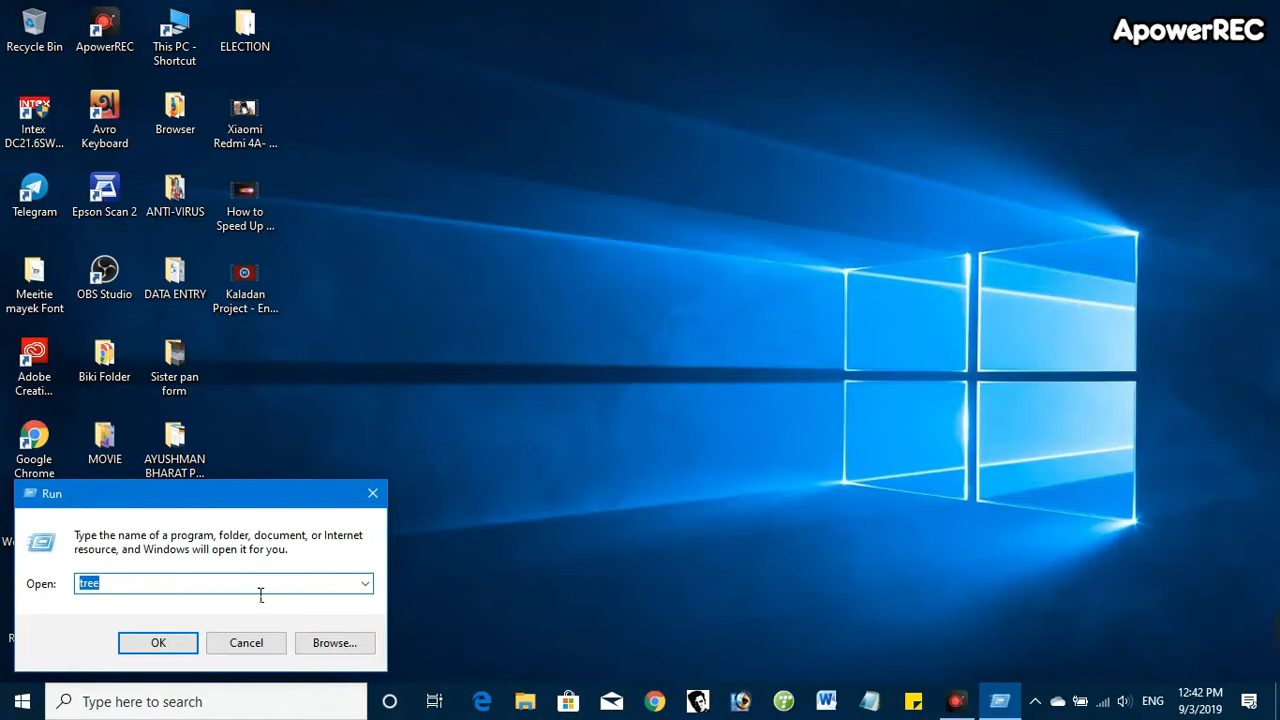 ApowerREC
Recycle Bin
ApowerREC
This PC -
Shortcut
ELECTION
INTEX
Intex
DC21.6SW...
Avro
Keyboard
Browser
Xiaomi
Redmi 4A- ...
Telegram
Epson Scan 2
ANTI-VIRUS
How to
Speed Up ...
Meeitie
mayek Font
OBS Studio
DATA ENTRY
Kaladan
Project - En...
Adobe
Creati...
Biki Folder
Sister pan
form
Google
Chrome
MOVIE
AYUSHMAN
BHARAT P...
Run
Type the name of a program, folder, document, or Internet
resource, and Windows will open it for you.
Open:
tree
OK
Cancel
Browse...
Type here to search
ENG
12:42 PM
9/3/2019